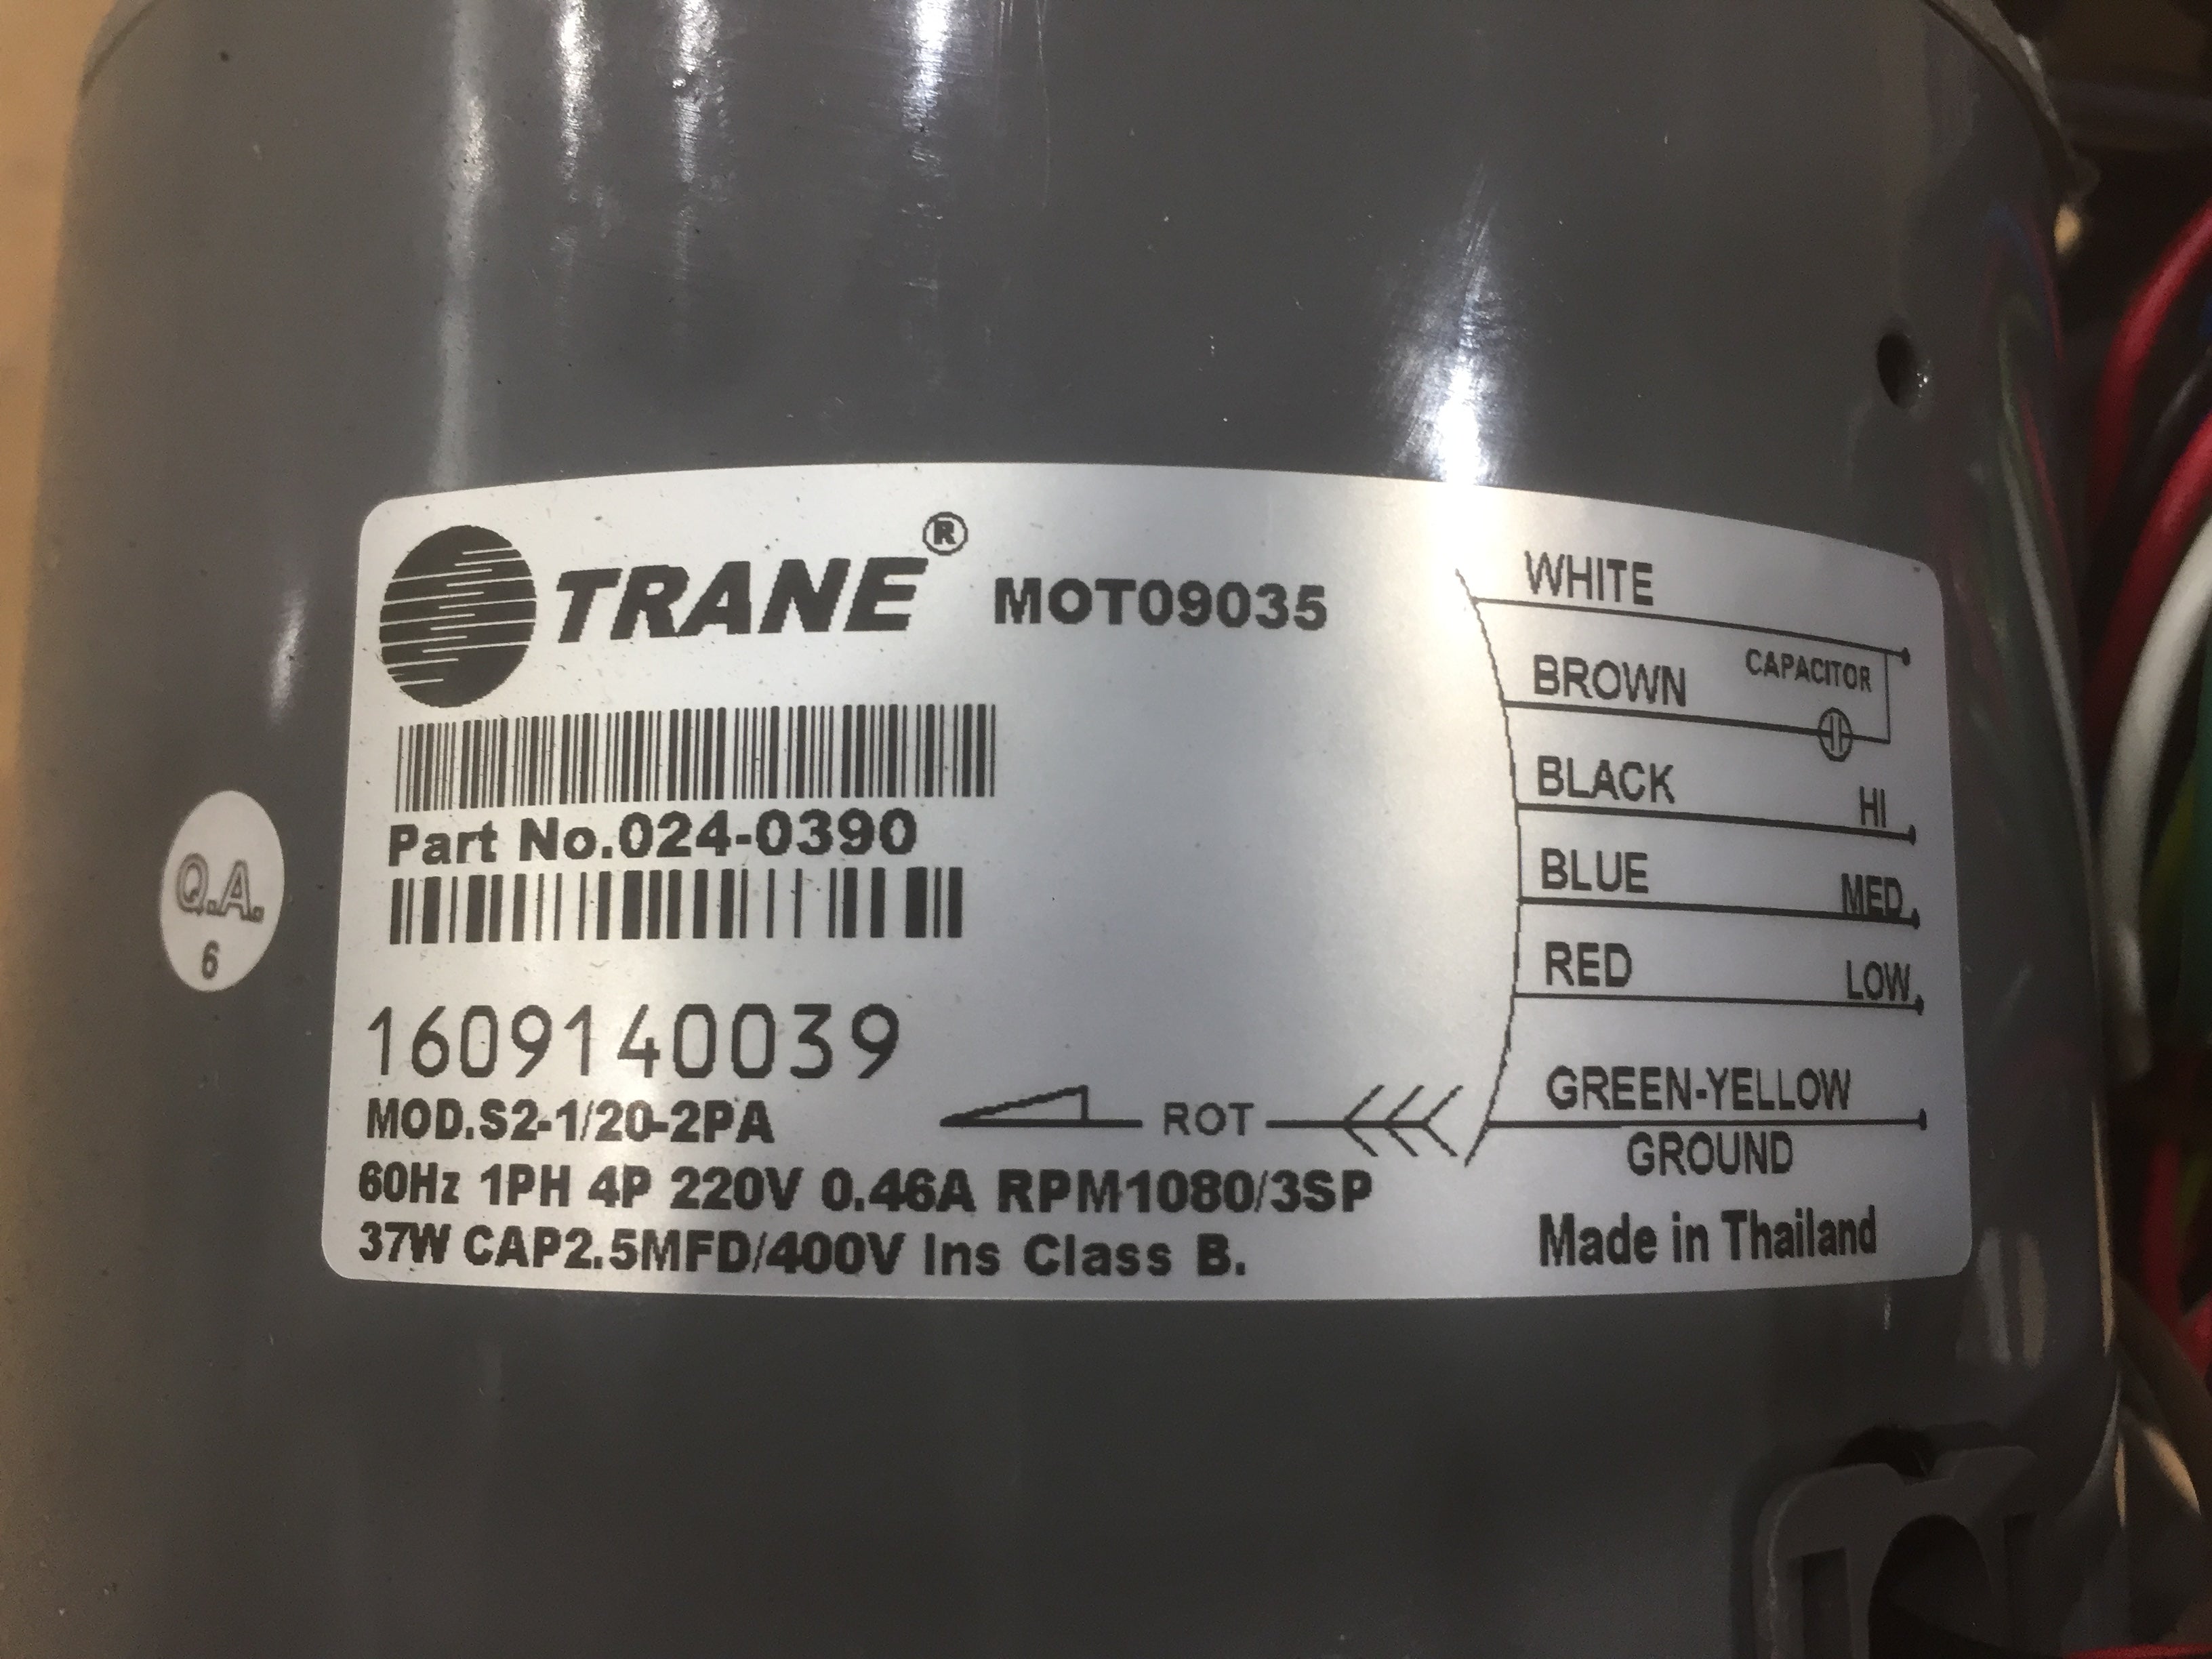 TRANE® MOT09035
Part No.024-0390
1609140039
MOD.S2-1/20-2PA
ROT
60Hz 1PH 4P 220V 0.46A RPM1080/3SP
37W CAP2.5MFD/400V Ins Class B.
WHITE
BROWN CAPACITOR
BLACK HI
BLUE MED
RED LOW
GREEN-YELLOW
GROUND
Made in Thailand
Q.A.
6